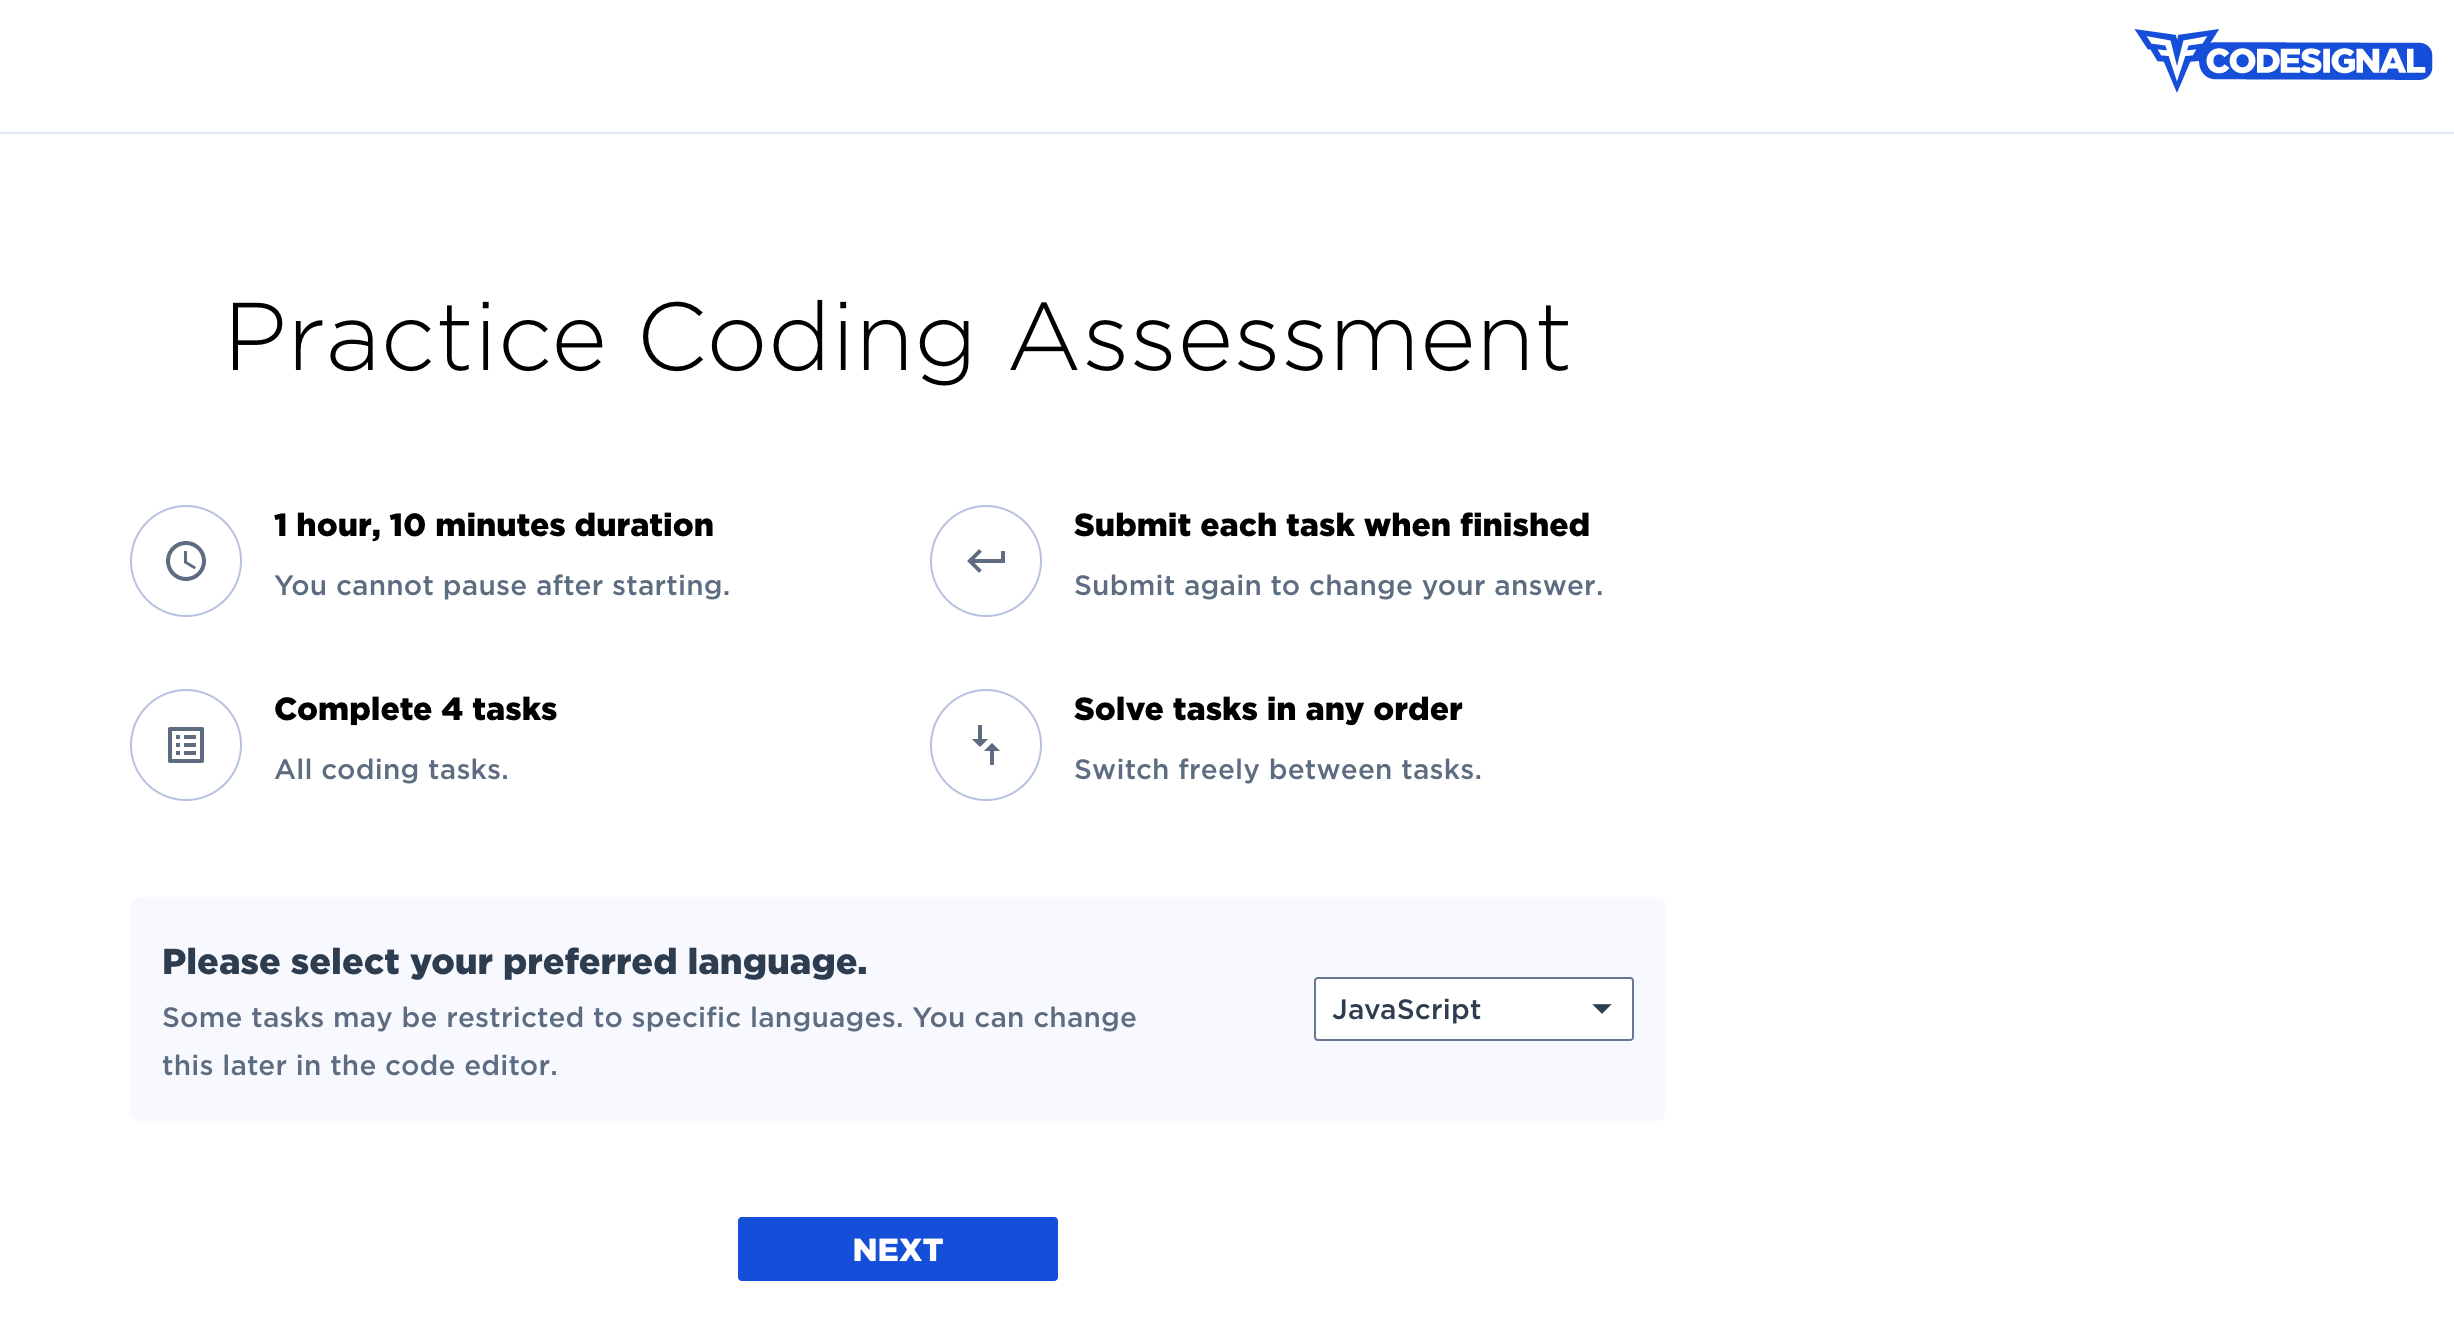 CODESIGNAL
Practice Coding Assessment
1 hour, 10 minutes duration
You cannot pause after starting.
Submit each task when finished
Submit again to change your answer.
Complete 4 tasks
All coding tasks.
Solve tasks in any order
Switch freely between tasks.
Please select your preferred language.
Some tasks may be restricted to specific languages. You can change
this later in the code editor.
JavaScript
NEXT